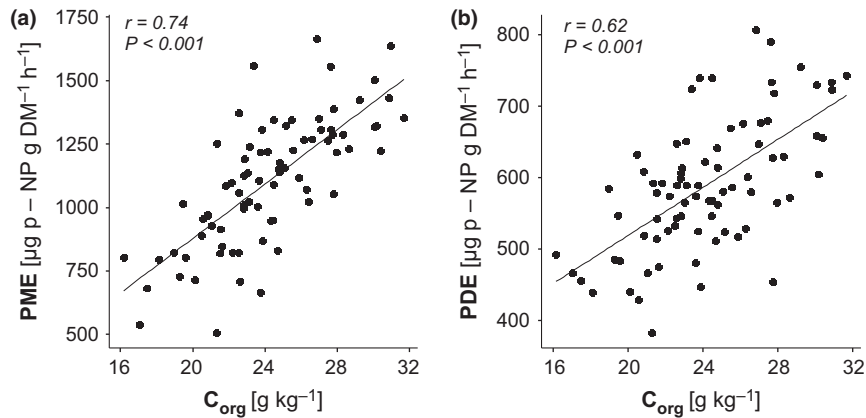 (a)
r = 0.74
P < 0.001
1750
1500
1250
1000
750
500
PME [µg p – NP g DM⁻¹ h⁻¹]
16 20 24 28 32
C_org [g kg⁻¹]
(b)
r = 0.62
P < 0.001
800
700
600
500
400
PDE [µg p – NP g DM⁻¹ h⁻¹]
16 20 24 28 32
C_org [g kg⁻¹]